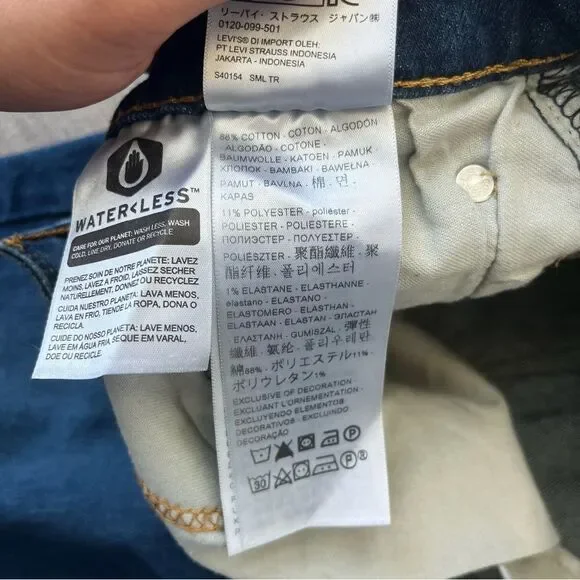 リーバイ・ストラウス ジャパン㈱
0120-099-501
LEVI'S® DI IMPORT OLEH:
PT LEVI STRAUSS INDONESIA
JAKARTA - INDONESIA
S40154 SML TR
WATER<LESS™
CARE FOR OUR PLANET: WASH LESS, WASH
COLD, LINE DRY, DONATE OR RECYCLE
PRENEZ SOIN DE NOTRE PLANETE: LAVEZ
MOINS, LAVEZ A FROID, LAISSEZ SECHER
NATURELLEMENT, DONNEZ OU RECYCLEZ
CUIDA NUESTRO PLANETA: LAVA MENOS,
LAVA EN FRIO, TIENDE LA ROPA, DONA O
RECICLA.
CUIDE DO NOSSO PLANETA: LAVE MENOS,
LAVE EM ÁGUA FRIA, SEQUE EM VARAL,
DOE OU RECICLE.
88% COTTON - COTON - ALGODÓN
ALGODÃO - COTONE -
BAUMWOLLE - KATOEN - PAMUK
ХЛОПОК - BAMBAKI - BAWEŁNA -
PAMUT - BAVLNA - 棉 - 면 -
KAPAS
11% POLYESTER - poliéster -
POLIESTERE -
ПОЛИЭСТЕР -
POLIÉSZTER - 聚酯纖維 - 聚
酯纤维 - 폴리에스터
1% ELASTANE - ELASTHANNE -
elastano - ELASTANO -
ELASTOMERO - ELASTHAN -
ELASTAAN - ELASTAN -
ΕΛΑΣΤΑΝΗ - GUMISZÁL - 彈性
纖維 - 氨纶 - 폴리우레탄
綿88% - ポリエステル11% -
ポリウレタン1%
EXCLUSIVE OF DECORATION
EXCLUANT L'ORNEMENTATION -
EXCLUYENDO ELEMENTOS
DECORATIVOS - EXCLUINDO
DECORAÇÃO
P
90 P